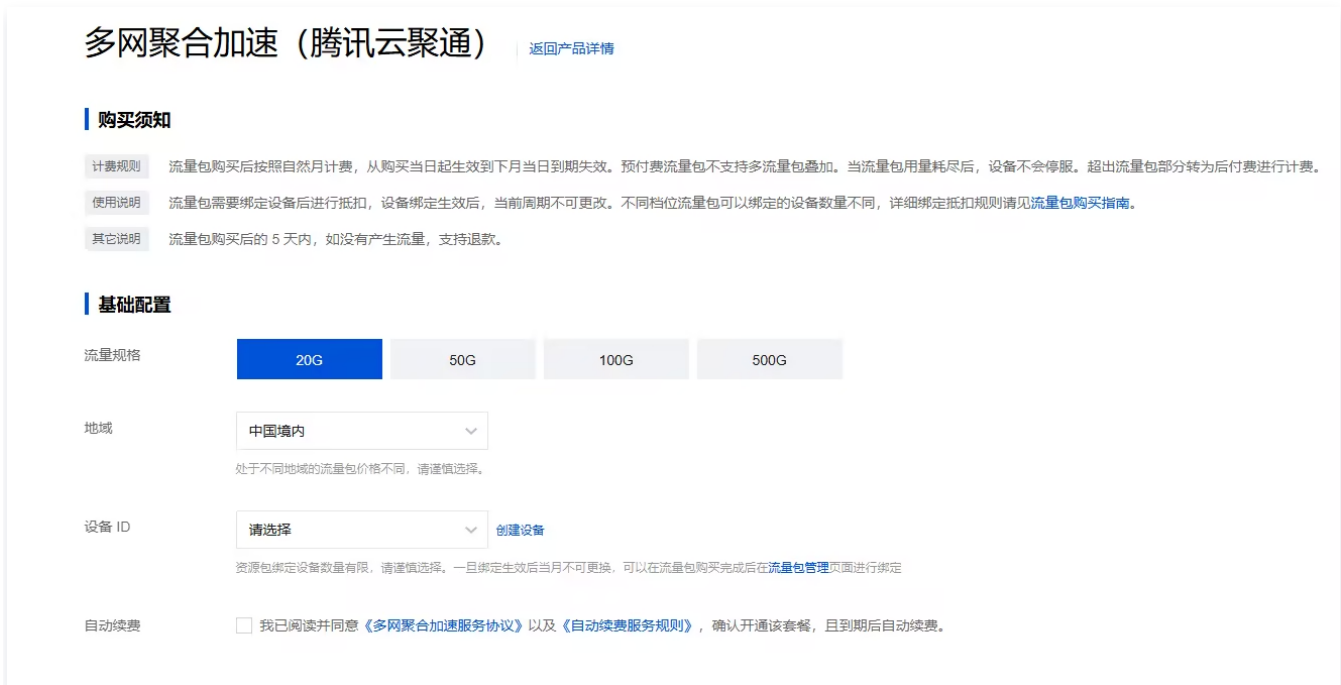 多网聚合加速（腾讯云聚通） 返回产品详情
购买须知
计费规则 流量包购买后按照自然月计费，从购买当日起生效到下月当日到期失效。预付费流量包不支持多流量包叠加。当流量包用量耗尽后，设备不会停服。超出流量包部分转为后付费进行计费。
使用说明 流量包需要绑定设备后进行抵扣，设备绑定生效后，当前周期不可更改。不同档位流量包可以绑定的设备数量不同，详细绑定抵扣规则请见流量包购买指南。
其它说明 流量包购买后的 5 天内，如没有产生流量，支持退款。
基础配置
流量规格 20G 50G 100G 500G
地域 中国境内
处于不同地域的流量包价格不同，请谨慎选择。
设备 ID 请选择 创建设备
资源包绑定设备数量有限，请谨慎选择。一旦绑定生效后当月不可更换，可以在流量包购买完成后在流量包管理页面进行绑定
自动续费 我已阅读并同意《多网聚合加速服务协议》以及《自动续费服务规则》，确认开通该套餐，且到期后自动续费。